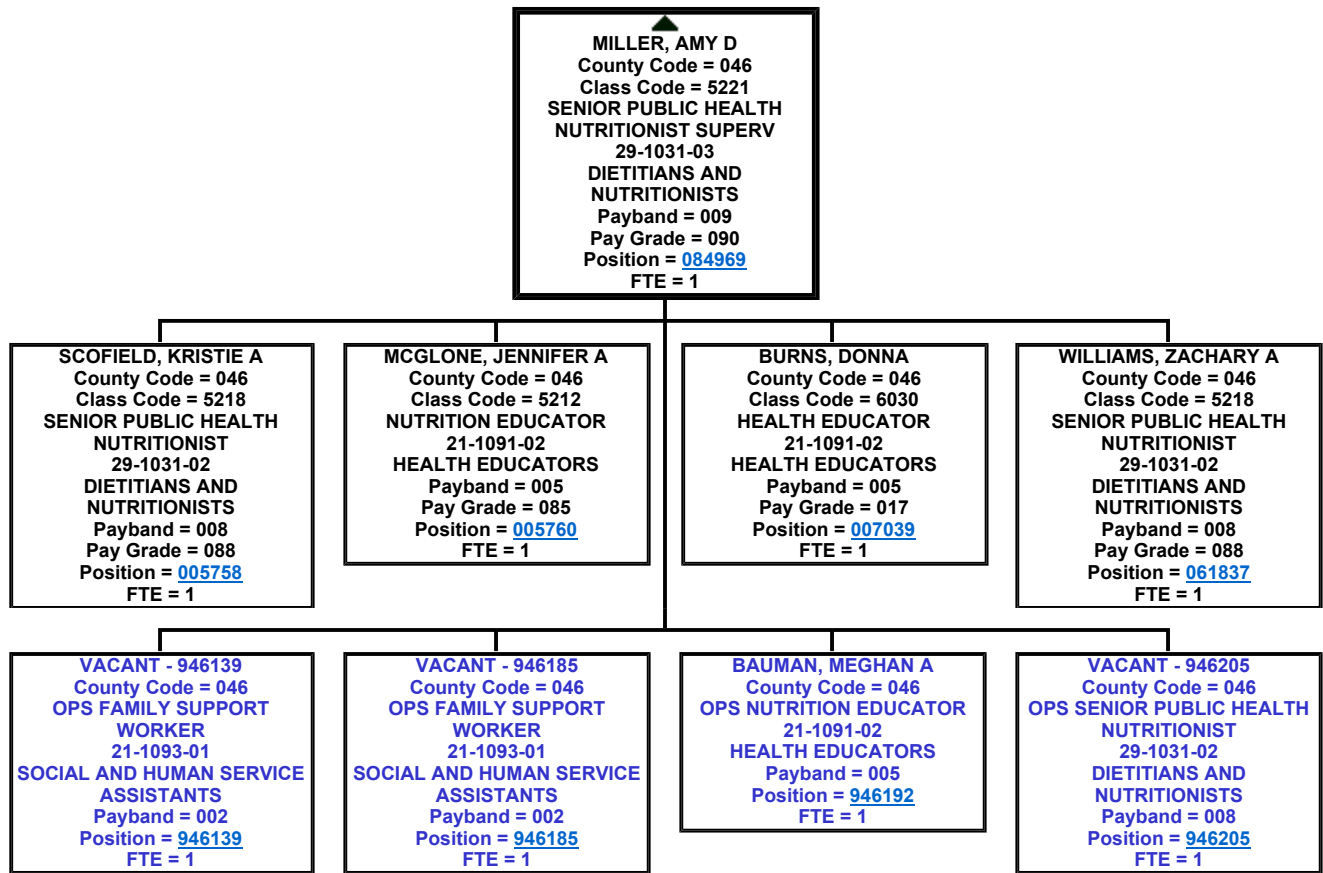 MILLER, AMY D
County Code = 046
Class Code = 5221
SENIOR PUBLIC HEALTH
NUTRITIONIST SUPERV
29-1031-03
DIETITIANS AND
NUTRITIONISTS
Payband = 009
Pay Grade = 090
Position = 084969
FTE = 1
SCOFIELD, KRISTIE A
County Code = 046
Class Code = 5218
SENIOR PUBLIC HEALTH
NUTRITIONIST
29-1031-02
DIETITIANS AND
NUTRITIONISTS
Payband = 008
Pay Grade = 088
Position = 005758
FTE = 1
MCGLONE, JENNIFER A
County Code = 046
Class Code = 5212
NUTRITION EDUCATOR
21-1091-02
HEALTH EDUCATORS
Payband = 005
Pay Grade = 085
Position = 005760
FTE = 1
BURNS, DONNA
County Code = 046
Class Code = 6030
HEALTH EDUCATOR
21-1091-02
HEALTH EDUCATORS
Payband = 005
Pay Grade = 017
Position = 007039
FTE = 1
WILLIAMS, ZACHARY A
County Code = 046
Class Code = 5218
SENIOR PUBLIC HEALTH
NUTRITIONIST
29-1031-02
DIETITIANS AND
NUTRITIONISTS
Payband = 008
Pay Grade = 088
Position = 061837
FTE = 1
VACANT - 946139
County Code = 046
OPS FAMILY SUPPORT
WORKER
21-1093-01
SOCIAL AND HUMAN SERVICE
ASSISTANTS
Payband = 002
Position = 946139
FTE = 1
VACANT - 946185
County Code = 046
OPS FAMILY SUPPORT
WORKER
21-1093-01
SOCIAL AND HUMAN SERVICE
ASSISTANTS
Payband = 002
Position = 946185
FTE = 1
BAUMAN, MEGHAN A
County Code = 046
OPS NUTRITION EDUCATOR
21-1091-02
HEALTH EDUCATORS
Payband = 005
Position = 946192
FTE = 1
VACANT - 946205
County Code = 046
OPS SENIOR PUBLIC HEALTH
NUTRITIONIST
29-1031-02
DIETITIANS AND
NUTRITIONISTS
Payband = 008
Position = 946205
FTE = 1